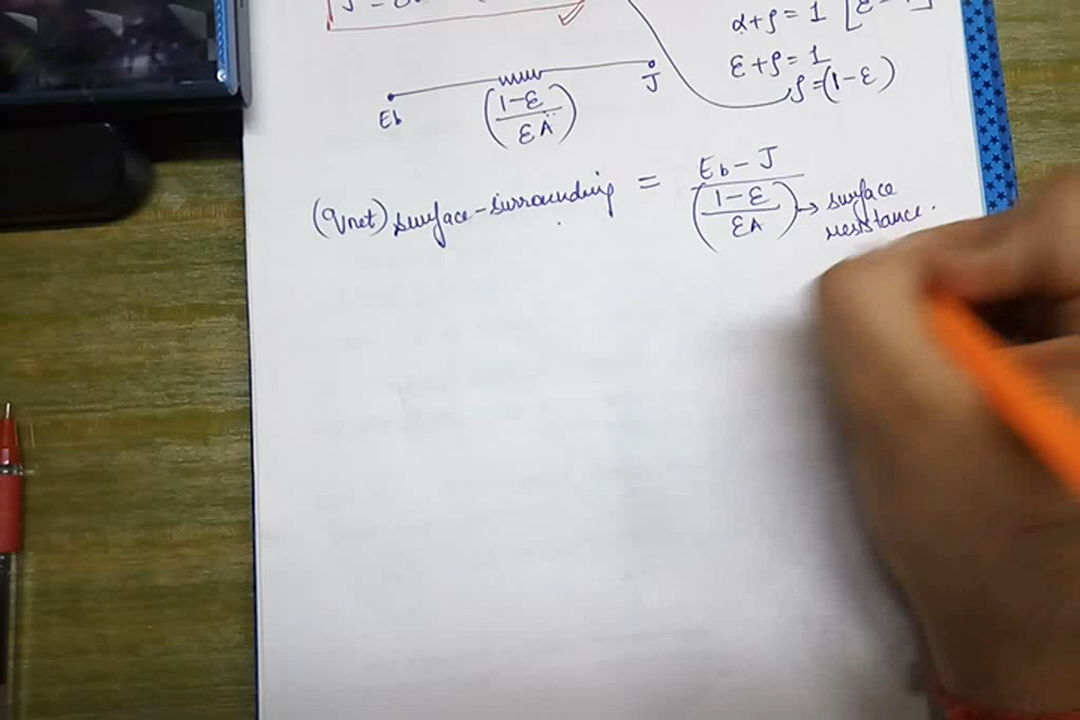 J =
α+ρ = 1
ε+ρ = 1
ρ=(1-ε)
Eb
J
(1-ε / εA)
(qnet) surface-surrounding = Eb - J / (1-ε / εA) → surface resistance.